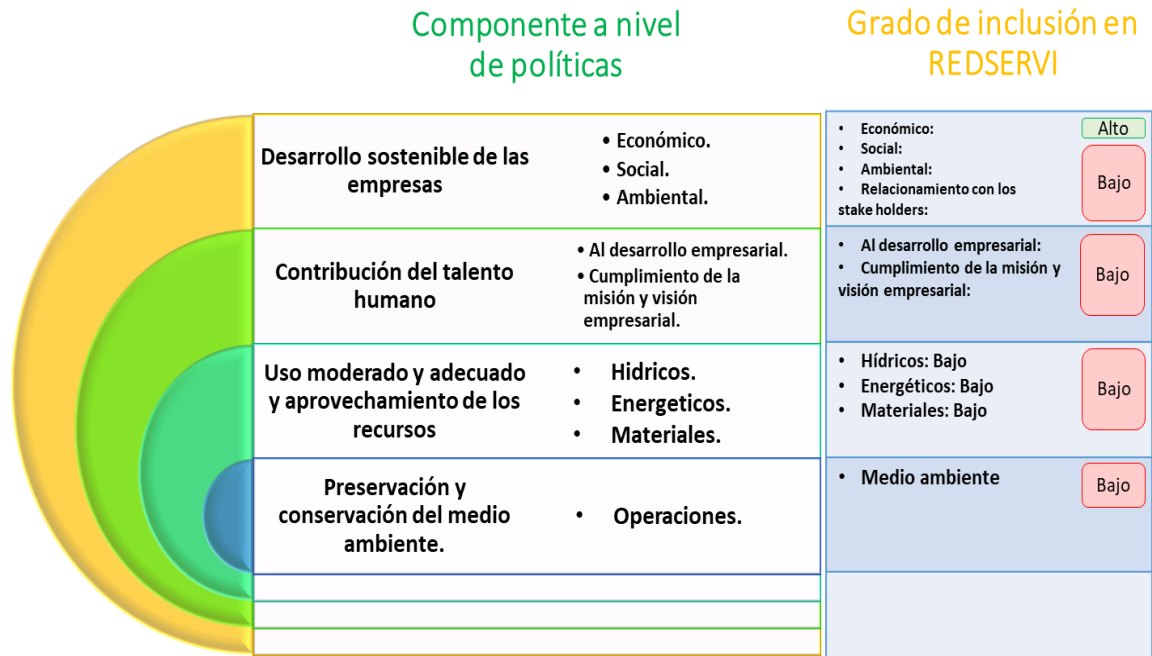 Componente a nivel
de políticas
Grado de inclusión en
REDSERVI
Desarrollo sostenible de las
empresas
• Económico.
• Social.
• Ambiental.
• Económico:
• Social:
• Ambiental:
• Relacionamiento con los
stake holders:
Alto
Bajo
Contribución del talento
humano
• Al desarrollo empresarial.
• Cumplimiento de la
misión y visión
empresarial.
• Al desarrollo empresarial:
• Cumplimiento de la misión y
visión empresarial:
Bajo
Uso moderado y adecuado
y aprovechamiento de los
recursos
• Hidricos.
• Energeticos.
• Materiales.
• Hídricos: Bajo
• Energéticos: Bajo
• Materiales: Bajo
Bajo
Preservación y
conservación del medio
ambiente.
• Operaciones.
• Medio ambiente
Bajo